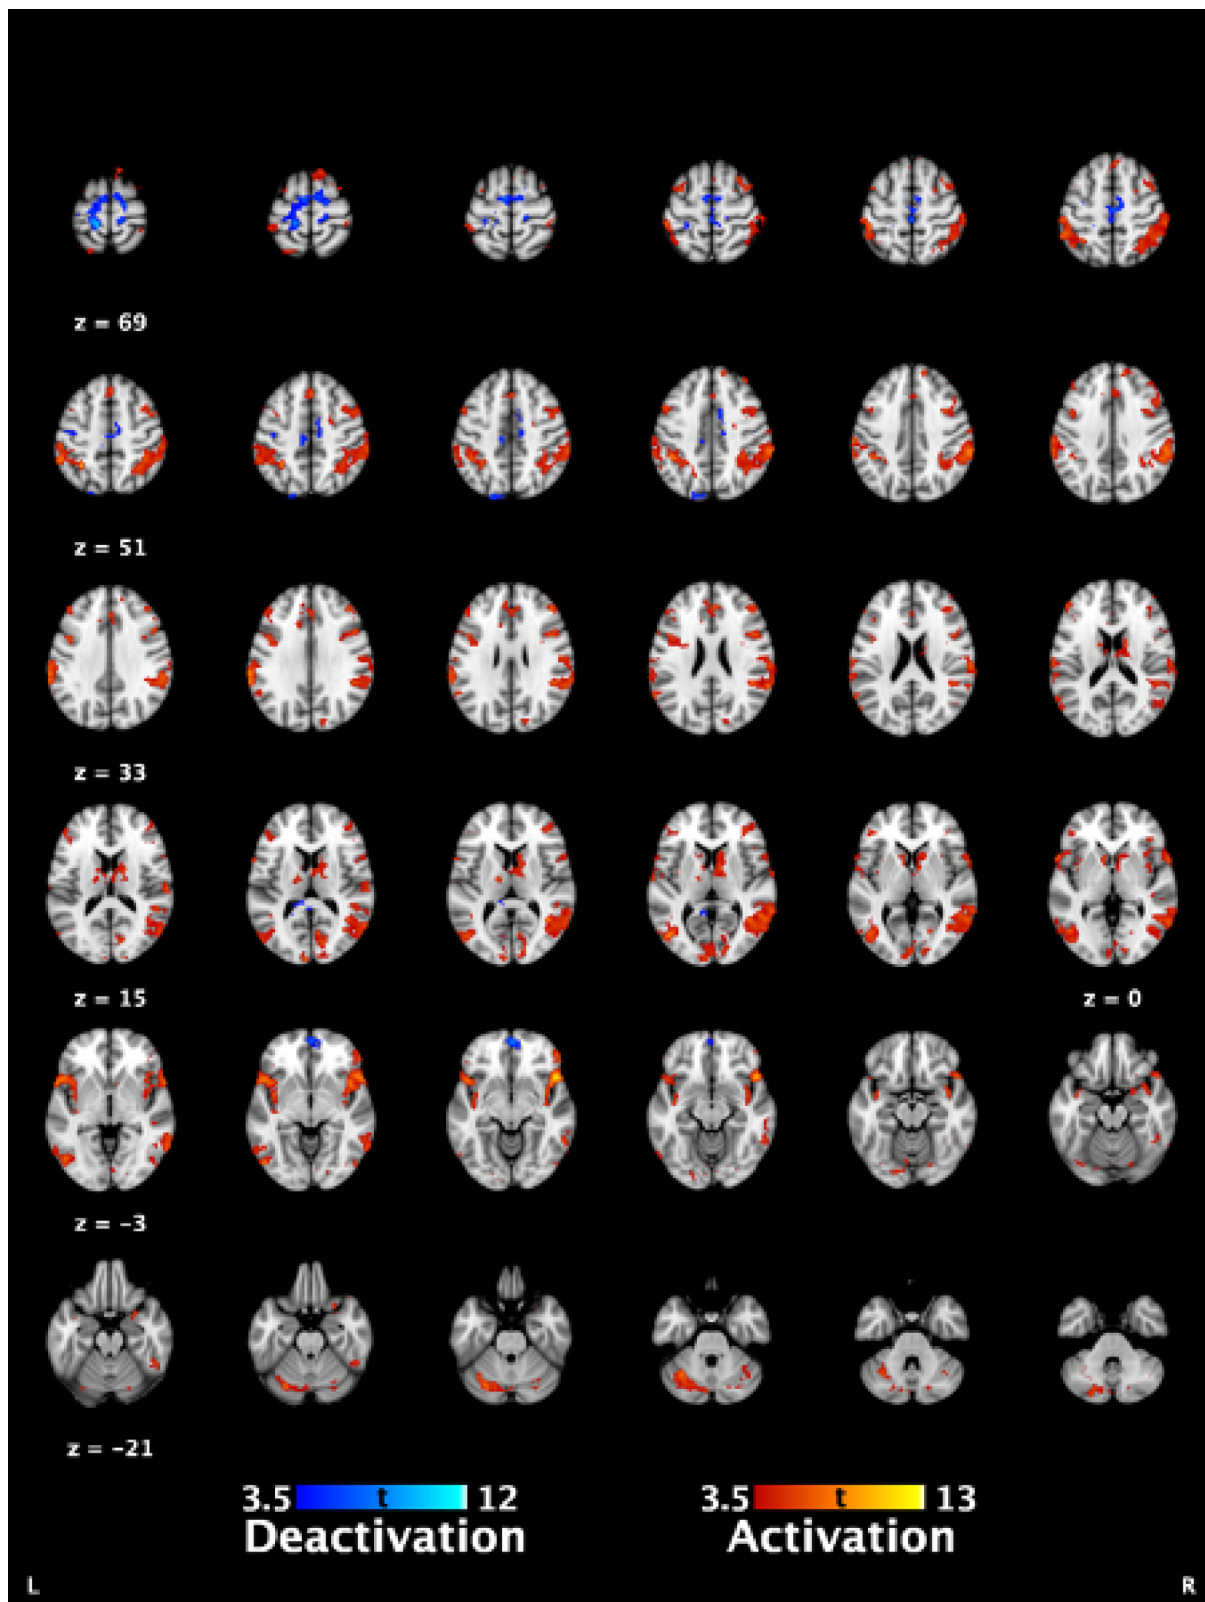 z = 69
z = 51
z = 33
z = 15
z = 0
z = -3
z = -21
3.5 t 12
3.5 t 13
Deactivation
Activation
L
R